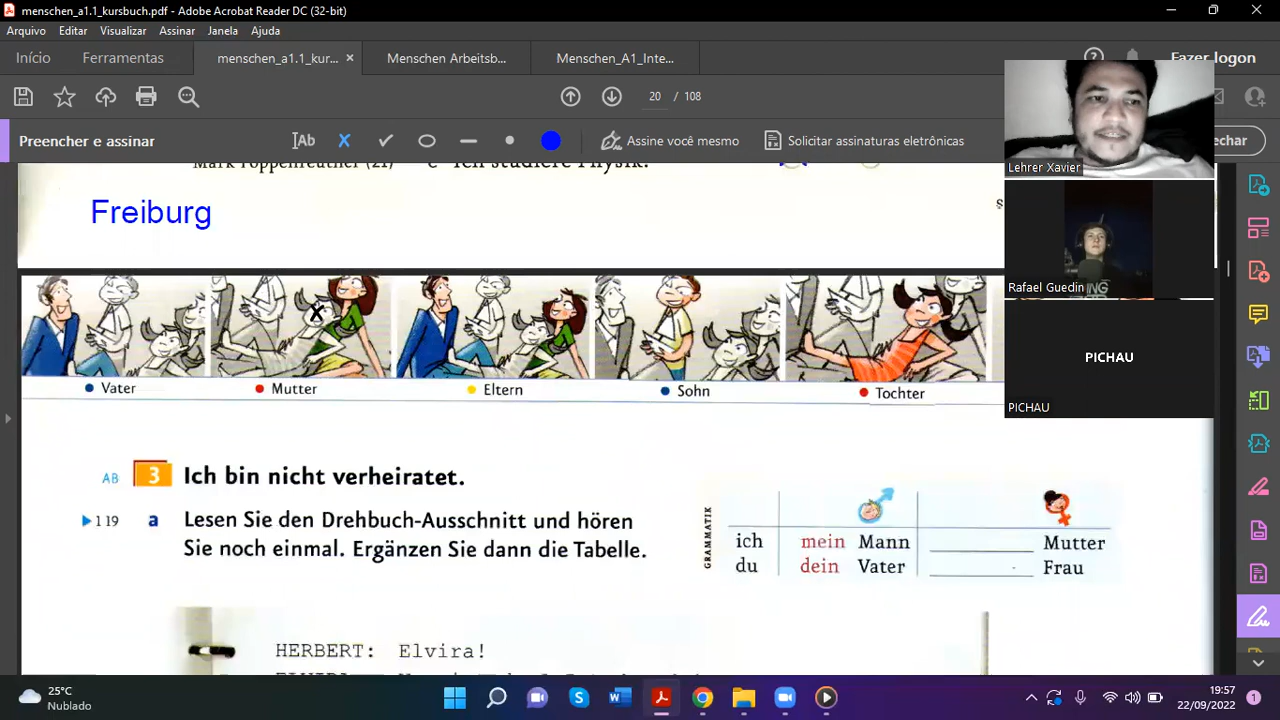 menschen_a1.1_kursbuch.pdf - Adobe Acrobat Reader DC (32-bit)
Arquivo Editar Visualizar Assinar Janela Ajuda
Início Ferramentas menschen_a1.1_kur... × Menschen Arbeitsb... Menschen_A1_Inte... Fazer logon
20 / 108
Preencher e assinar Ab Assine você mesmo Solicitar assinaturas eletrônicas
Lehrer Xavier
Ich studiere Physik.
Freiburg
Rafael Guedin
PICHAU
PICHAU
Vater Mutter Eltern Sohn Tochter
AB 3 Ich bin nicht verheiratet.
1 19 a Lesen Sie den Drehbuch-Ausschnitt und hören
Sie noch einmal. Ergänzen Sie dann die Tabelle.
GRAMMATIK
ich mein Mann Mutter
du dein Vater Frau
HERBERT: Elvira!
25°C
Nublado
19:57
22/09/2022
1